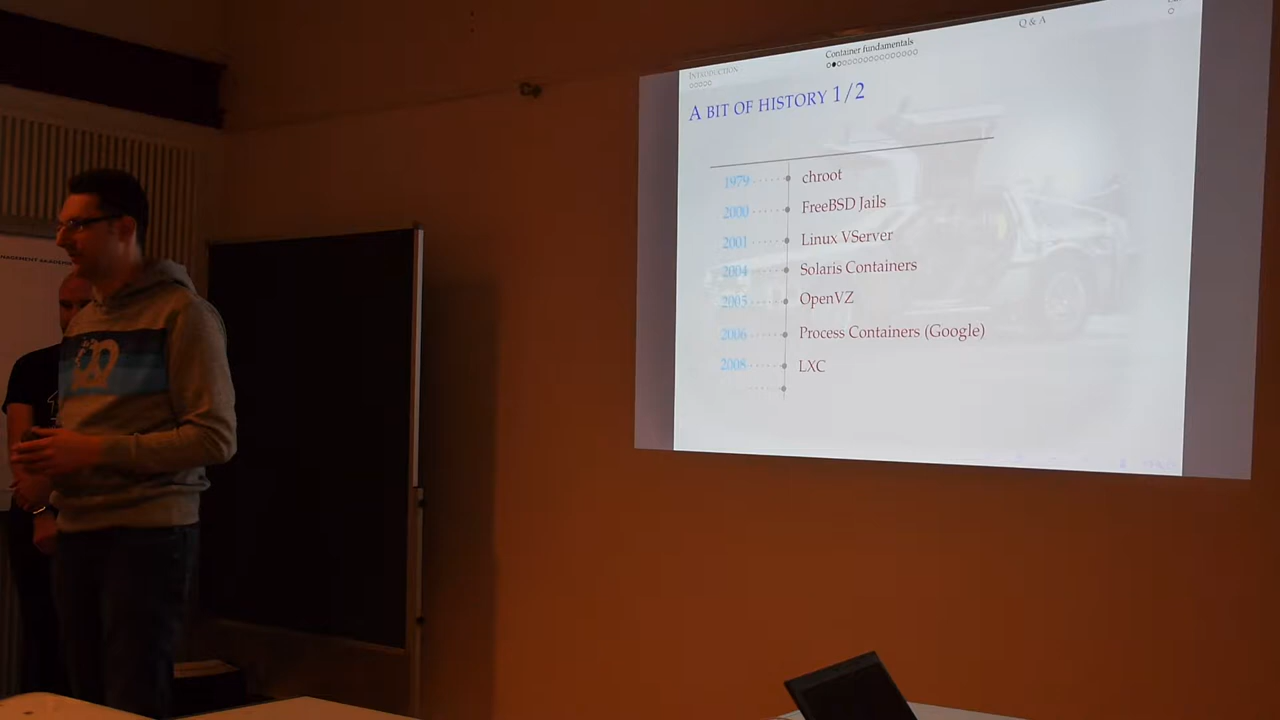 Q & A
Container fundamentals
INTRODUCTION
A BIT OF HISTORY 1/2
1979 chroot
2000 FreeBSD Jails
2001 Linux VServer
2004 Solaris Containers
2005 OpenVZ
2006 Process Containers (Google)
2008 LXC